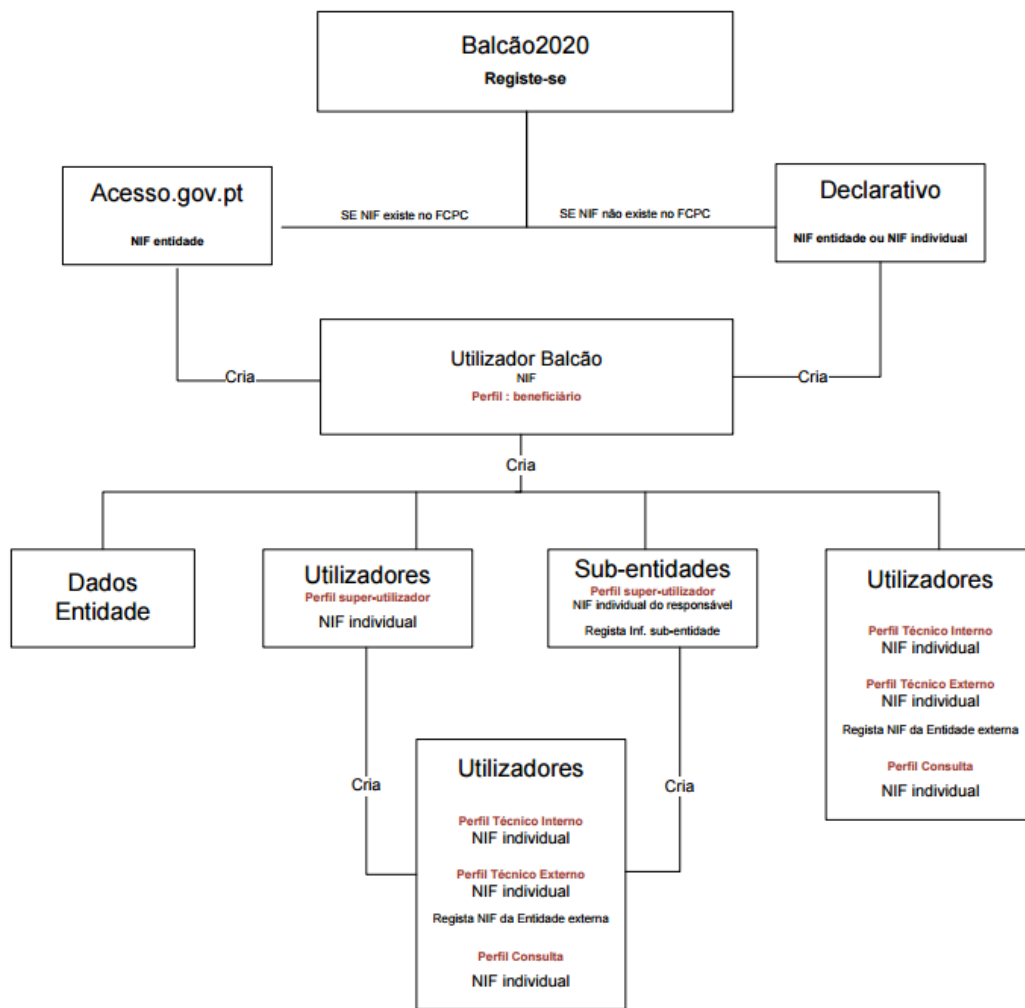 Balcão2020
Registe-se
Acesso.gov.pt
NIF entidade
SE NIF existe no FCPC
SE NIF não existe no FCPC
Declarativo
NIF entidade ou NIF individual
Cria
Utilizador Balcão
NIF
Perfil : beneficiário
Cria
Cria
Dados
Entidade
Utilizadores
Perfil super-utilizador
NIF individual
Sub-entidades
Perfil super-utilizador
NIF individual do responsável
Regista Inf. sub-entidade
Utilizadores
Perfil Técnico Interno
NIF individual
Perfil Técnico Externo
NIF individual
Regista NIF da Entidade externa
Perfil Consulta
NIF individual
Cria
Cria
Utilizadores
Perfil Técnico Interno
NIF individual
Perfil Técnico Externo
NIF individual
Regista NIF da Entidade externa
Perfil Consulta
NIF individual